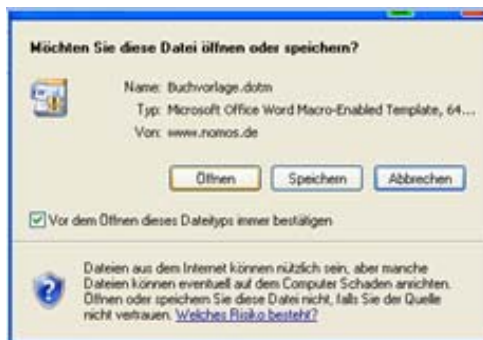 Möchten Sie diese Datei öffnen oder speichern?
Name: Buchvorlage.dotm
Typ: Microsoft Office Word Macro-Enabled Template, 64...
Von: www.nomos.de
Öffnen Speichern Abbrechen
Vor dem Öffnen dieses Dateityps immer bestätigen
Dateien aus dem Internet können nützlich sein, aber manche
Dateien können eventuell auf dem Computer Schaden anrichten.
Öffnen oder speichern Sie diese Datei nicht, falls Sie der Quelle
nicht vertrauen. Welches Risiko besteht?